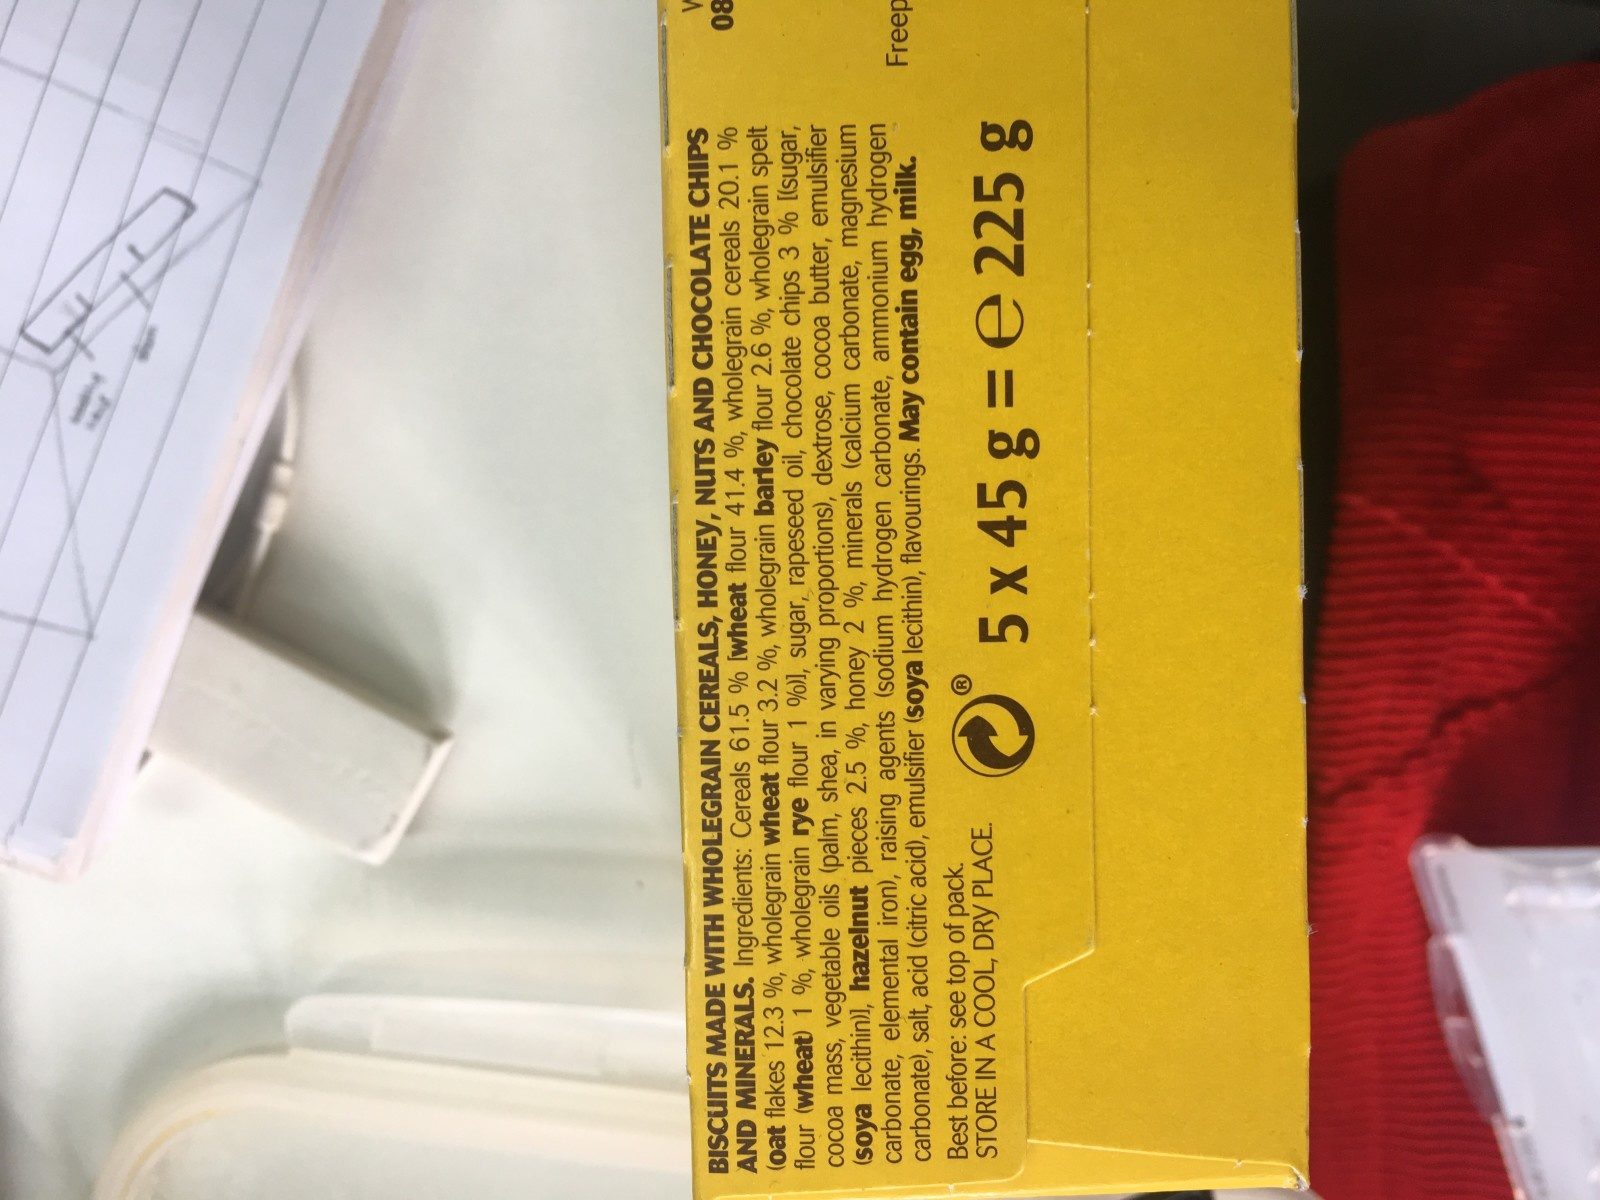 BISCUITS MADE WITH WHOLEGRAIN CEREALS, HONEY, NUTS AND CHOCOLATE CHIPS
AND MINERALS. Ingredients: Cereals 61.5 % [wheat flour 41.4 %, wholegrain cereals 20.1 %
(oat flakes 12.3 %, wholegrain wheat flour 3.2 %, wholegrain barley flour 2.6 %, wholegrain spelt
flour (wheat) 1 %, wholegrain rye flour 1 %)], sugar, rapeseed oil, chocolate chips 3 % [(sugar,
cocoa mass, vegetable oils (palm, shea, in varying proportions), dextrose, cocoa butter, emulsifier
(soya lecithin)], hazelnut pieces 2.5 %, honey 2 %, minerals (calcium carbonate, magnesium
carbonate, elemental iron), raising agents (sodium hydrogen carbonate, ammonium hydrogen
carbonate), salt, acid (citric acid), emulsifier (soya lecithin), flavourings. May contain egg, milk.
Best before: see top of pack.
STORE IN A COOL, DRY PLACE.
® 5 x 45 g = e 225 g
08
Freep